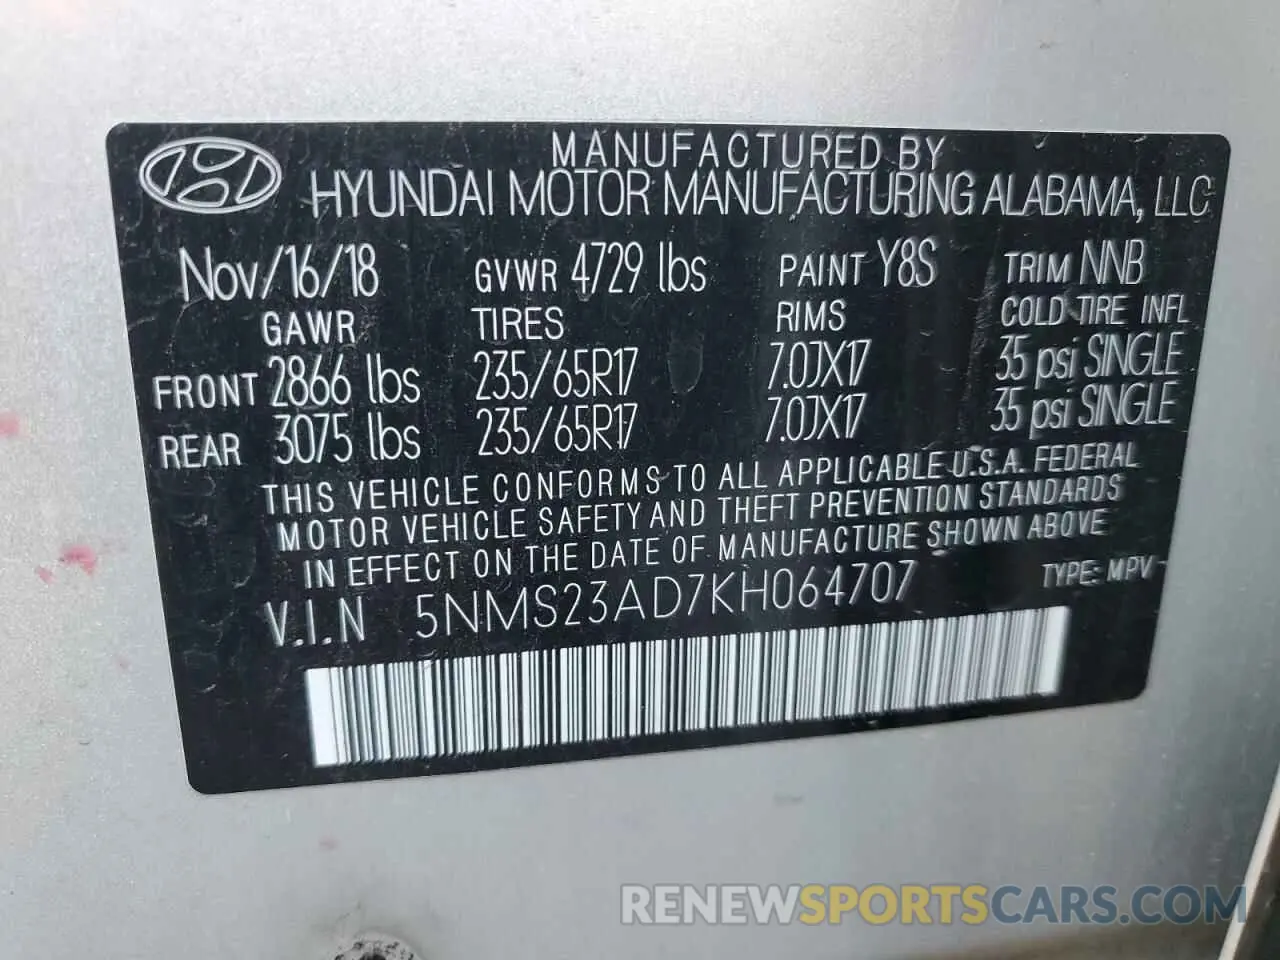 MANUFACTURED BY
HYUNDAI MOTOR MANUFACTURING ALABAMA, LLC
Nov/16/18 GVWR 4729 lbs PAINT Y8S TRIM NNB
GAWR TIRES RIMS COLD TIRE INFL
FRONT 2866 lbs 235/65R17 7.0JX17 35 psi SINGLE
REAR 3075 lbs 235/65R17 7.0JX17 35 psi SINGLE
THIS VEHICLE CONFORMS TO ALL APPLICABLE U.S.A. FEDERAL
MOTOR VEHICLE SAFETY AND THEFT PREVENTION STANDARDS
IN EFFECT ON THE DATE OF MANUFACTURE SHOWN ABOVE
V.I.N 5NMS23AD7KH064707 TYPE: MPV
RENEWSPORTSCARS.COM